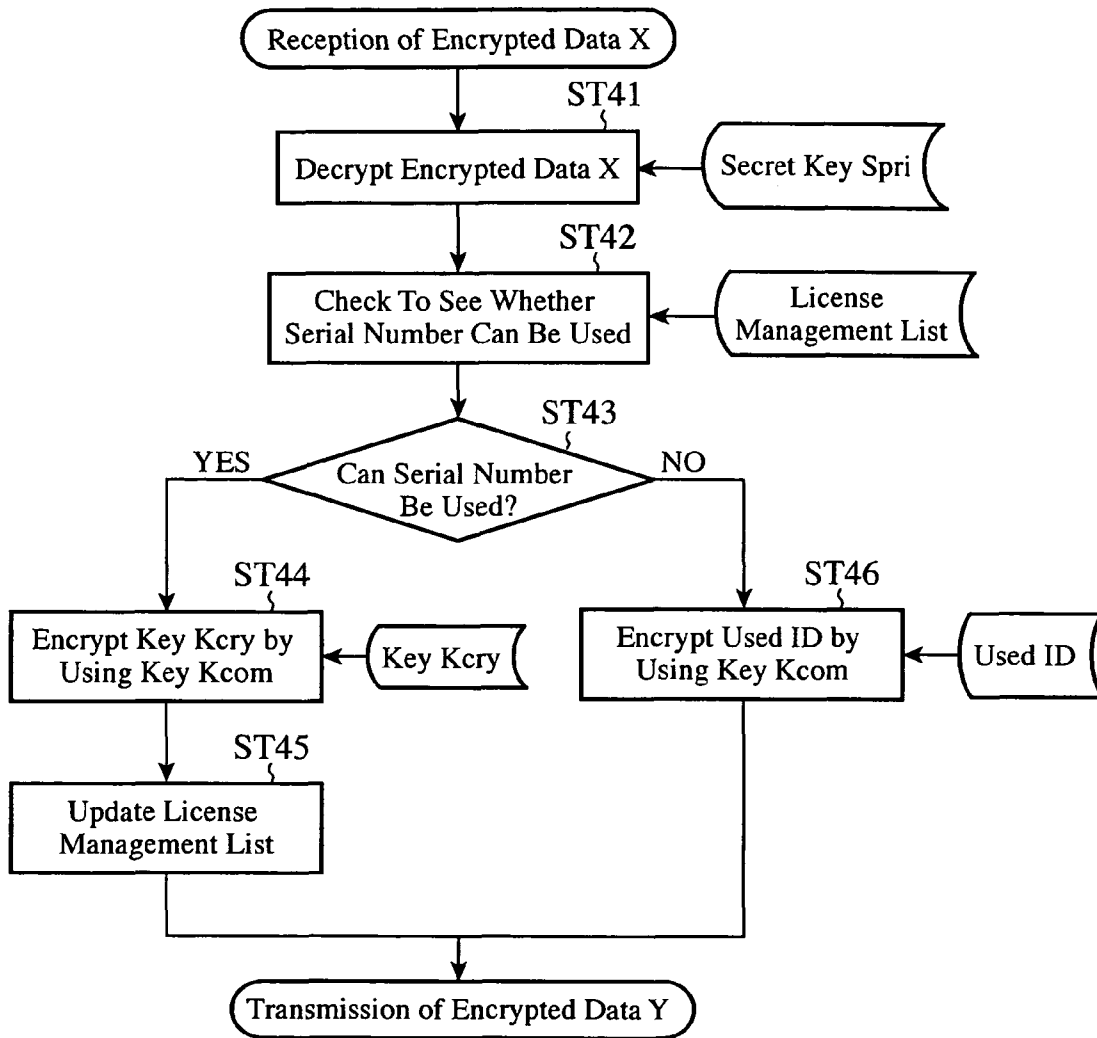 Reception of Encrypted Data X
ST41
Decrypt Encrypted Data X
Secret Key Spri
ST42
Check To See Whether
Serial Number Can Be Used
License
Management List
ST43
YES
Can Serial Number
Be Used?
NO
ST44
Encrypt Key Kcry by
Using Key Kcom
Key Kcry
ST46
Encrypt Used ID by
Using Key Kcom
Used ID
ST45
Update License
Management List
Transmission of Encrypted Data Y